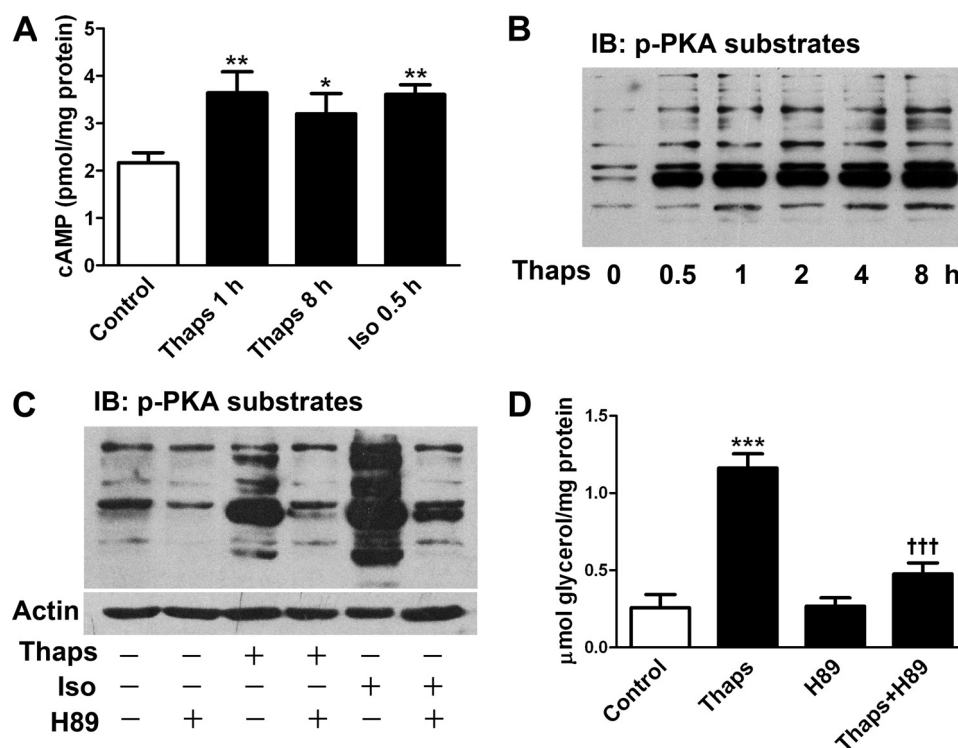 A
cAMP (pmol/mg protein)
5
4
3
2
1
0
**
*
**
Control
Thaps 1 h
Thaps 8 h
Iso 0.5 h
B
IB: p-PKA substrates
Thaps 0 0.5 1 2 4 8 h
C
IB: p-PKA substrates
Actin
Thaps − − + + − −
Iso − − − − + +
H89 − + − + − +
D
μmol glycerol/mg protein
1.5
1.0
0.5
0.0
***
†††
Control
Thaps
H89
Thaps+H89